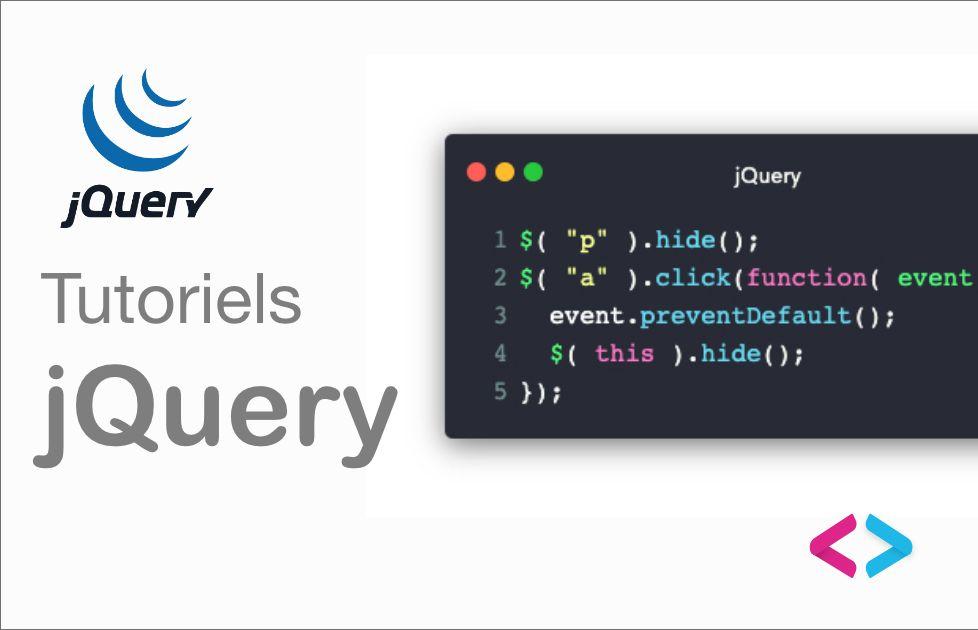 jQuery
Tutoriels
jQuery
jQuery
1 $( "p" ).hide();
2 $( "a" ).click(function( event
3   event.preventDefault();
4   $( this ).hide();
5 });